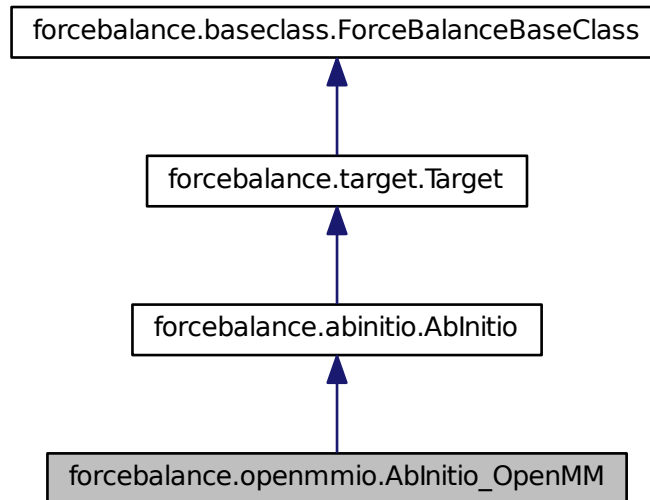 forcebalance.baseclass.ForceBalanceBaseClass
forcebalance.target.Target
forcebalance.abinitio.AbInitio
forcebalance.openmmio.AbInitio_OpenMM